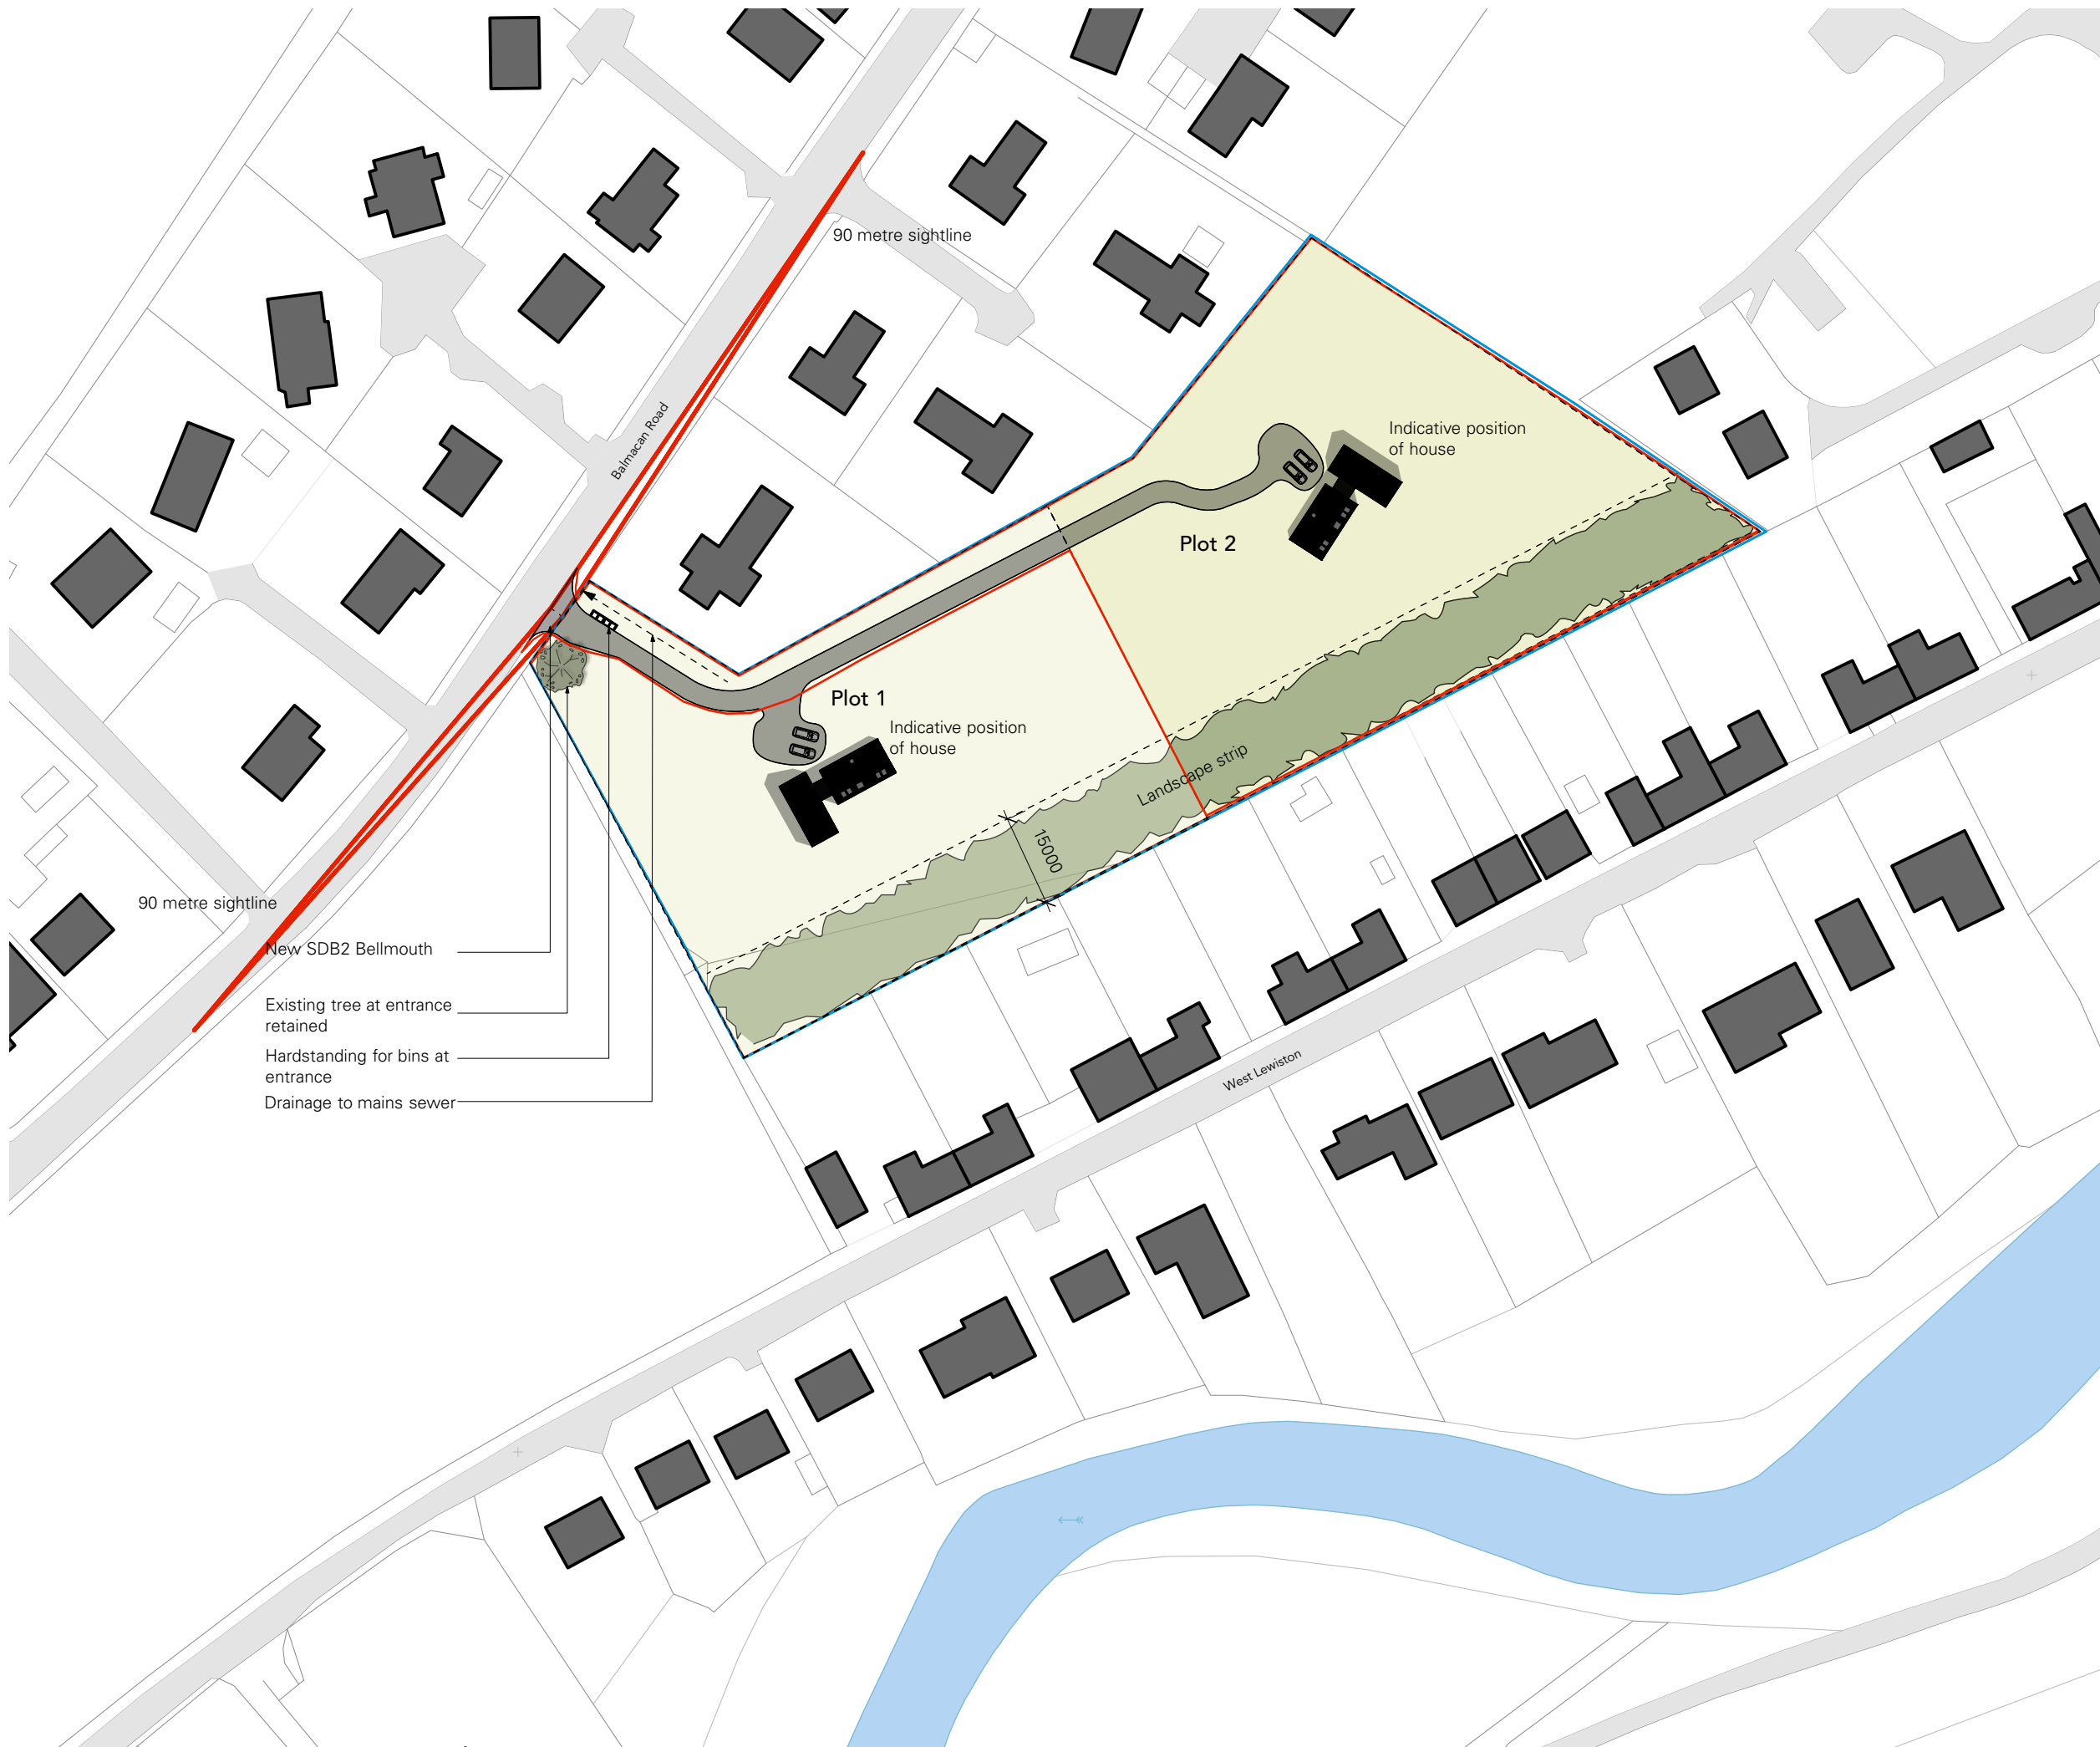 90 metre sightline
Balmacan Road
Indicative position
of house
Plot 2
Plot 1
Indicative position
of house
Landscape strip
15000
90 metre sightline
New SDB2 Bellmouth
Existing tree at entrance
retained
Hardstanding for bins at
entrance
Drainage to mains sewer
West Lewiston